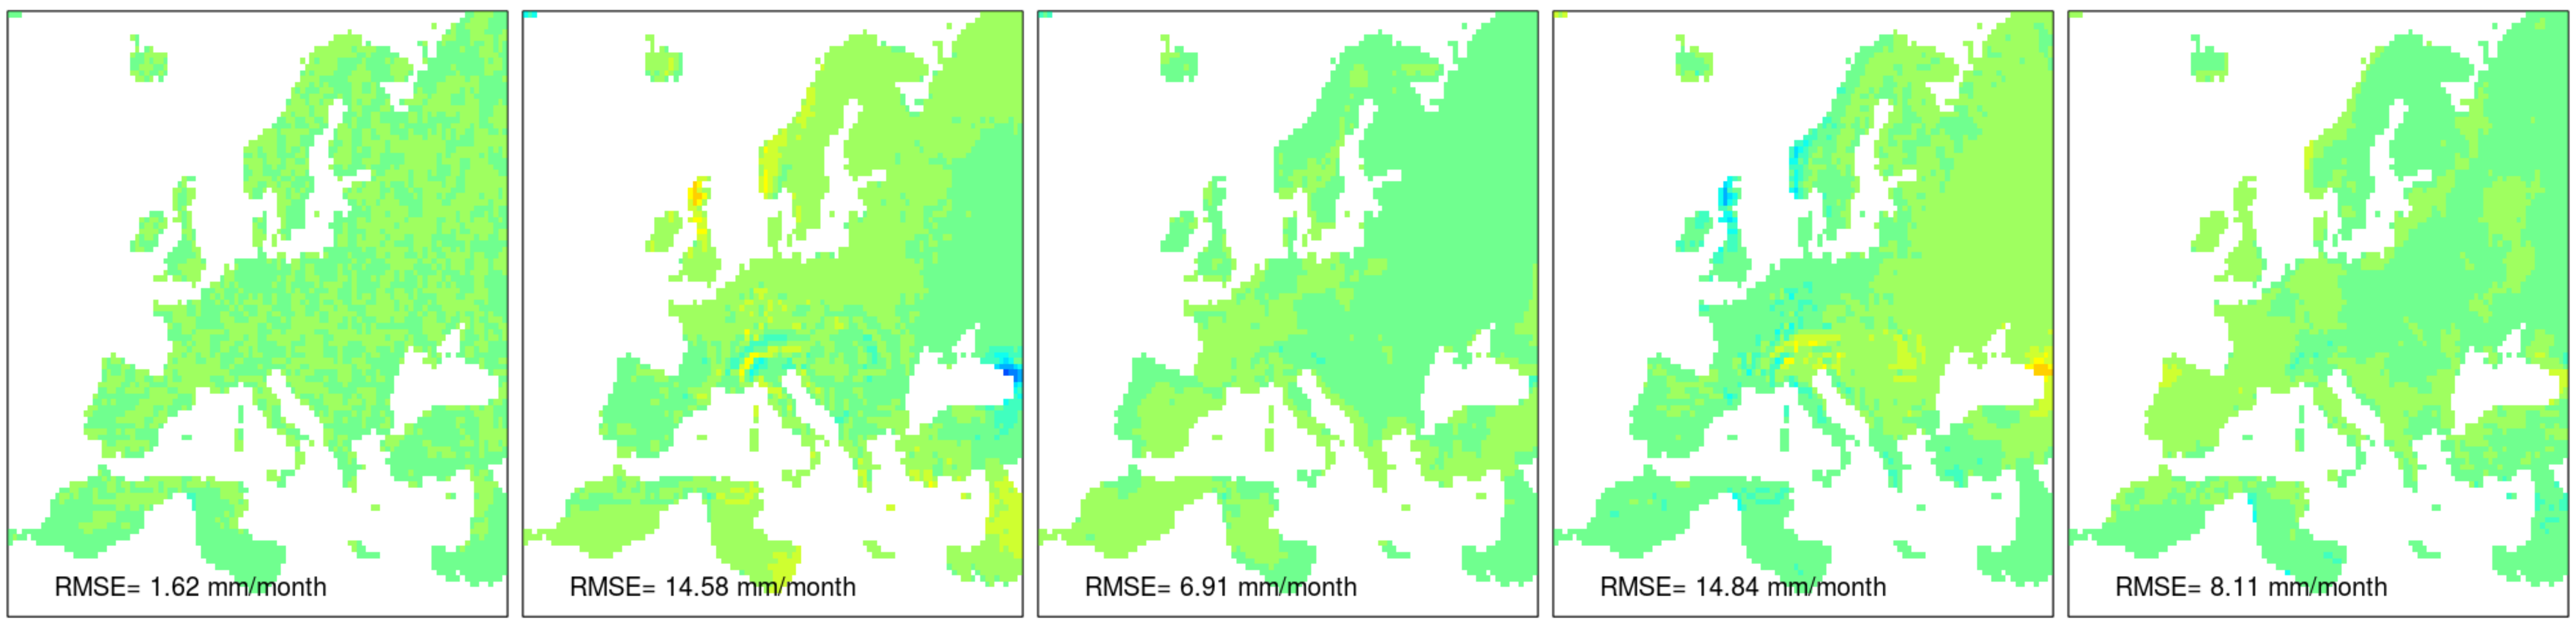 RMSE= 1.62 mm/month
RMSE= 14.58 mm/month
RMSE= 6.91 mm/month
RMSE= 14.84 mm/month
RMSE= 8.11 mm/month